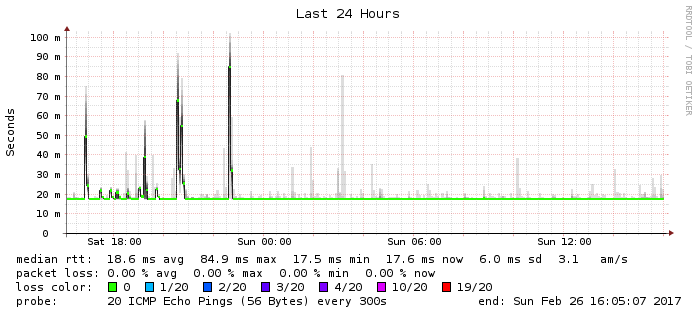 Last 24 Hours
RRDTOOL / TOBI OETIKER
Seconds
100 m
90 m
80 m
70 m
60 m
50 m
40 m
30 m
20 m
10 m
0
Sat 18:00 Sun 00:00 Sun 06:00 Sun 12:00
median rtt: 18.6 ms avg 84.9 ms max 17.5 ms min 17.6 ms now 6.0 ms sd 3.1 am/s
packet loss: 0.00 % avg 0.00 % max 0.00 % min 0.00 % now
loss color: 0 1/20 2/20 3/20 4/20 10/20 19/20
probe: 20 ICMP Echo Pings (56 Bytes) every 300s end: Sun Feb 26 16:05:07 2017